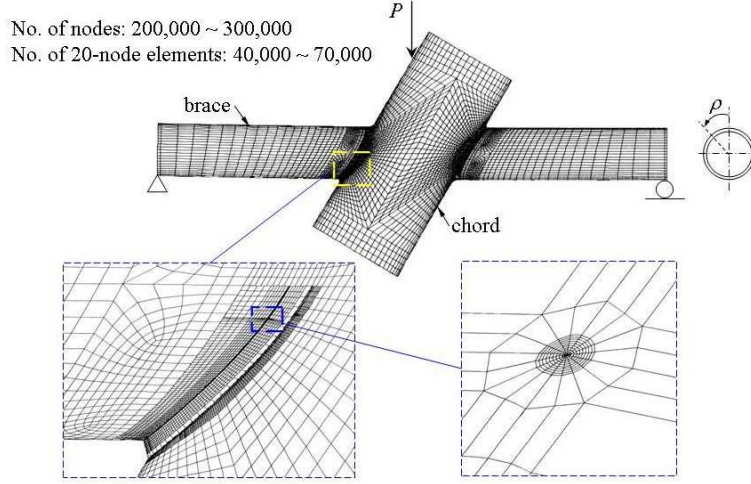 No. of nodes: 200,000 ~ 300,000
No. of 20-node elements: 40,000 ~ 70,000
P
brace
ρ
chord